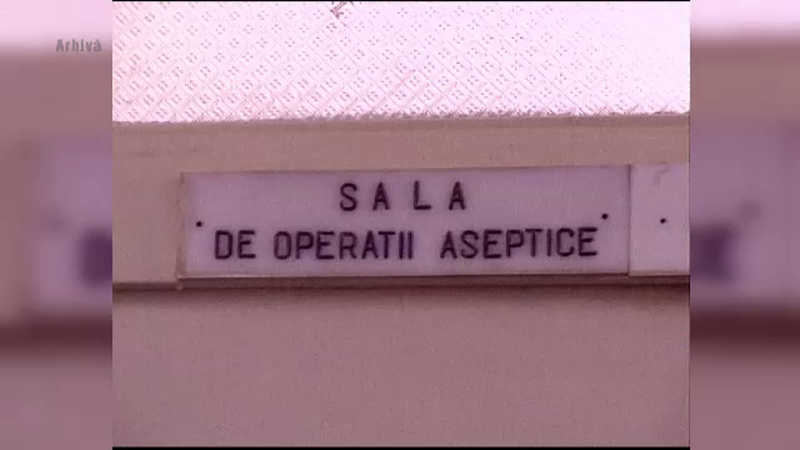 Arhivă
SALA
DE OPERATII ASEPTICE